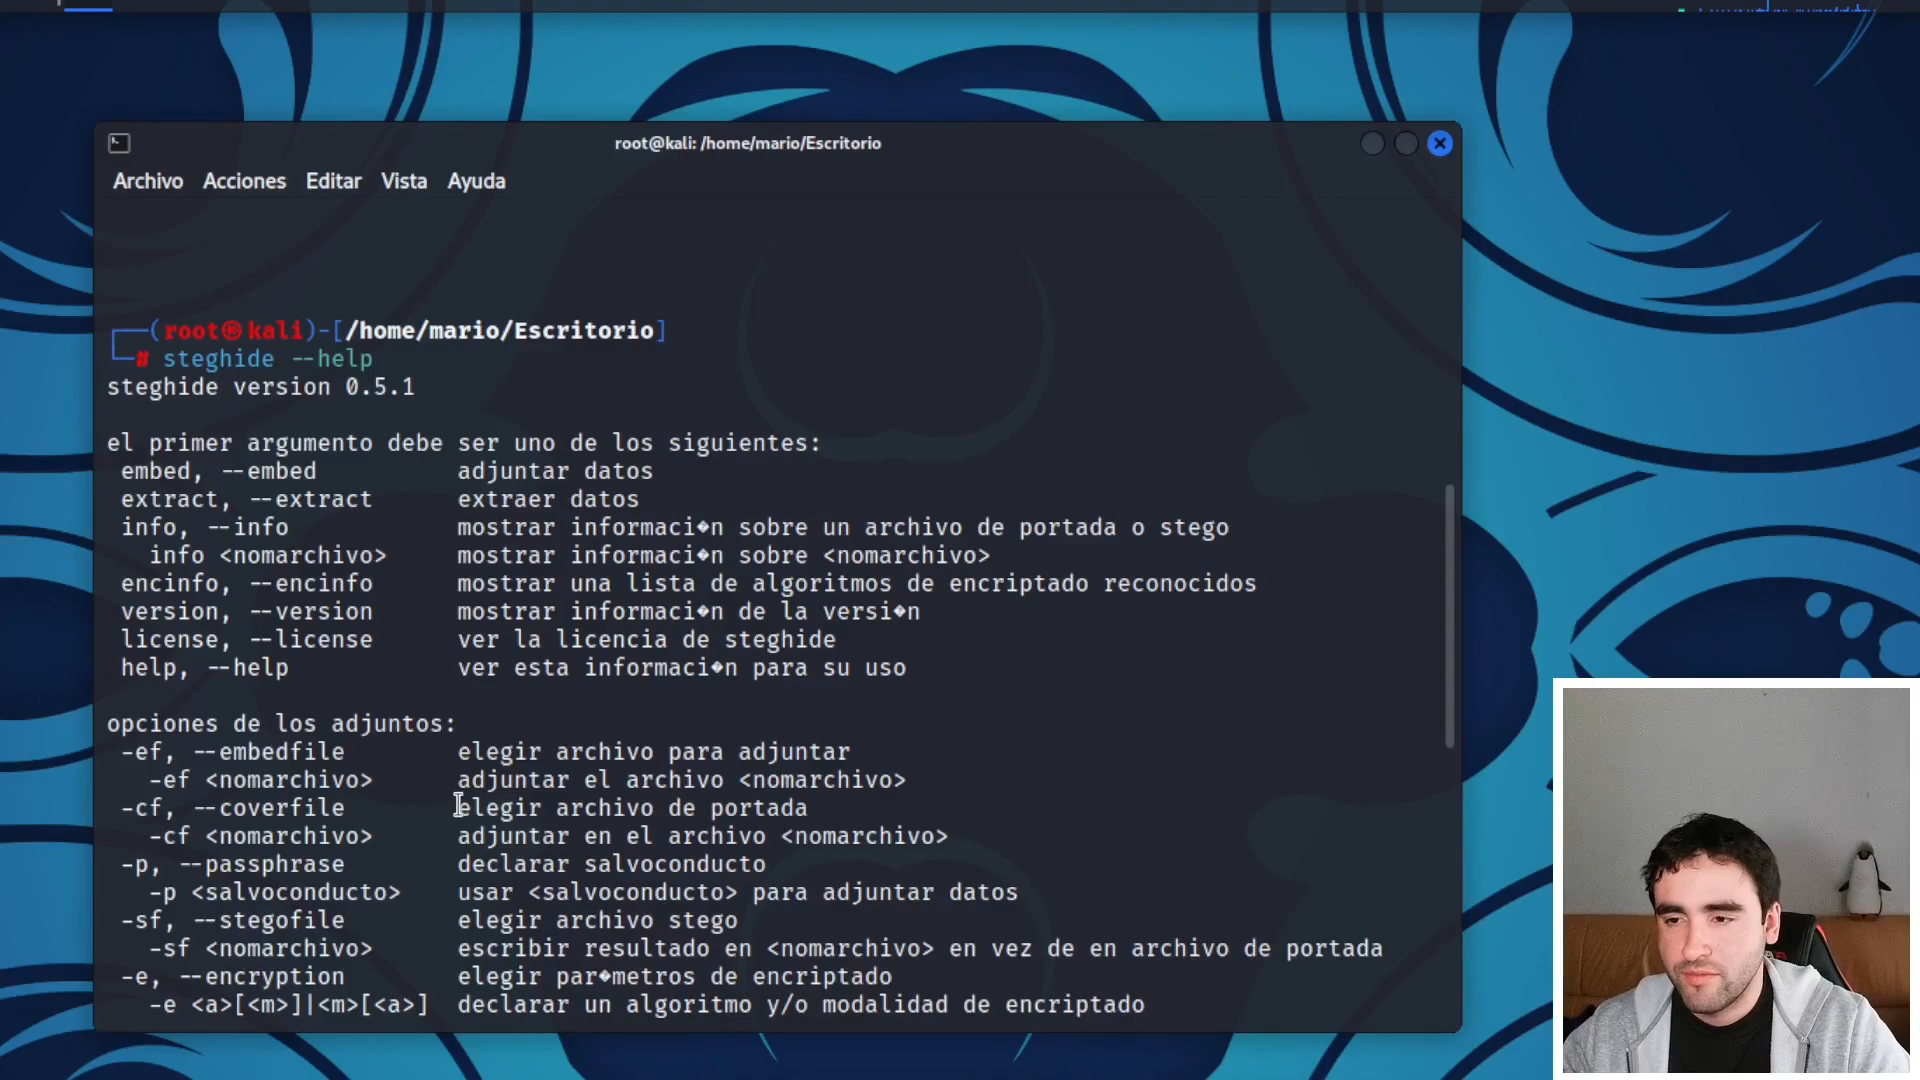 root@kali: /home/mario/Escritorio
Archivo Acciones Editar Vista Ayuda
(root㉿kali)-[/home/mario/Escritorio]
# steghide --help
steghide version 0.5.1
el primer argumento debe ser uno de los siguientes:
embed, --embed adjuntar datos
extract, --extract extraer datos
info, --info mostrar informaci�n sobre un archivo de portada o stego
info <nomarchivo> mostrar informaci�n sobre <nomarchivo>
encinfo, --encinfo mostrar una lista de algoritmos de encriptado reconocidos
version, --version mostrar informaci�n de la versi�n
license, --license ver la licencia de steghide
help, --help ver esta informaci�n para su uso
opciones de los adjuntos:
-ef, --embedfile elegir archivo para adjuntar
-ef <nomarchivo> adjuntar el archivo <nomarchivo>
-cf, --coverfile elegir archivo de portada
-cf <nomarchivo> adjuntar en el archivo <nomarchivo>
-p, --passphrase declarar salvoconducto
-p <salvoconducto> usar <salvoconducto> para adjuntar datos
-sf, --stegofile elegir archivo stego
-sf <nomarchivo> escribir resultado en <nomarchivo> en vez de en archivo de portada
-e, --encryption elegir par�metros de encriptado
-e <a>[<m>]|<m>[<a>] declarar un algoritmo y/o modalidad de encriptado